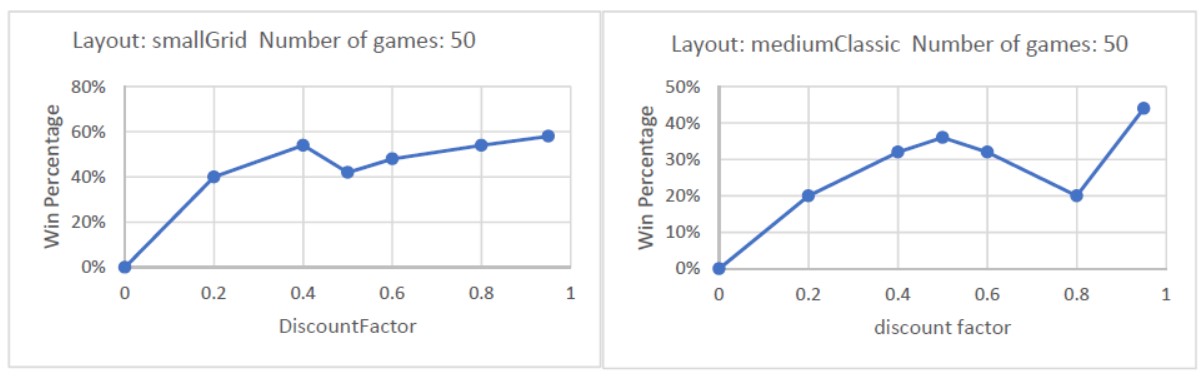 Layout: smallGrid  Number of games: 50
Win Percentage
80%
60%
40%
20%
0%
0 0.2 0.4 0.6 0.8 1
DiscountFactor
Layout: mediumClassic  Number of games: 50
Win Percentage
50%
40%
30%
20%
10%
0%
0 0.2 0.4 0.6 0.8 1
discount factor